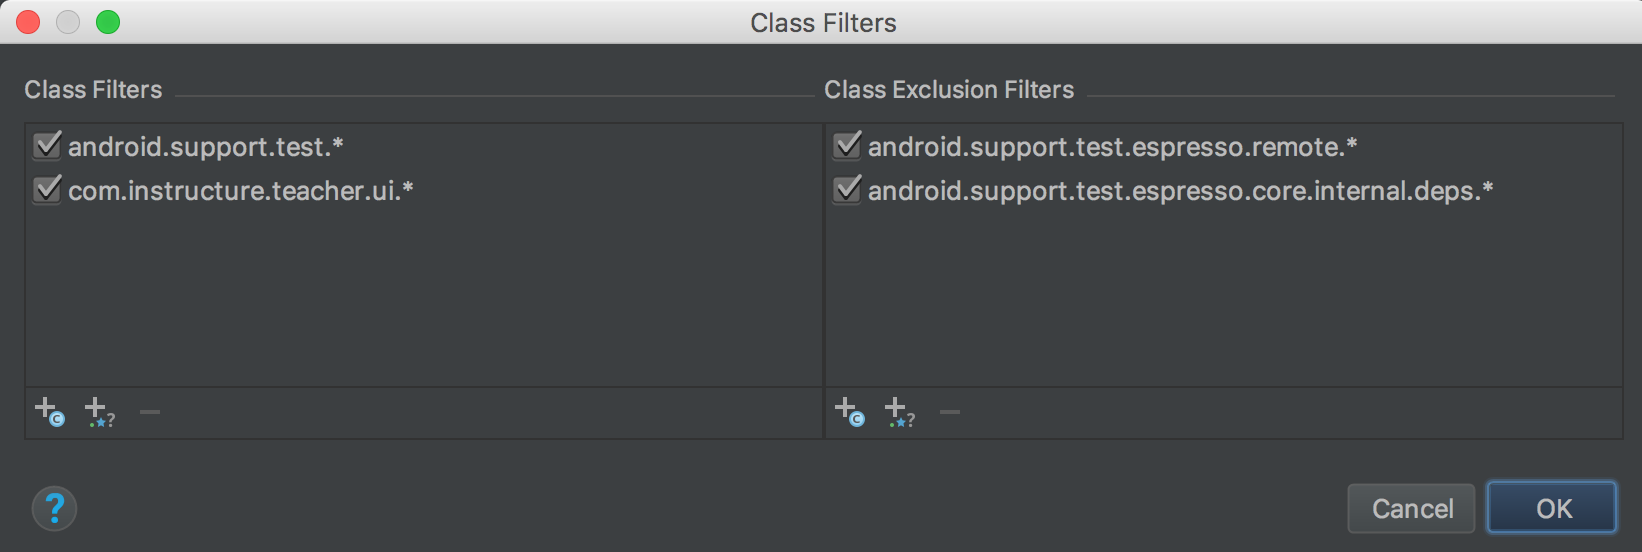 Class Filters
Class Filters
android.support.test.*
com.instructure.teacher.ui.*
Class Exclusion Filters
android.support.test.espresso.remote.*
android.support.test.espresso.core.internal.deps.*
Cancel
OK